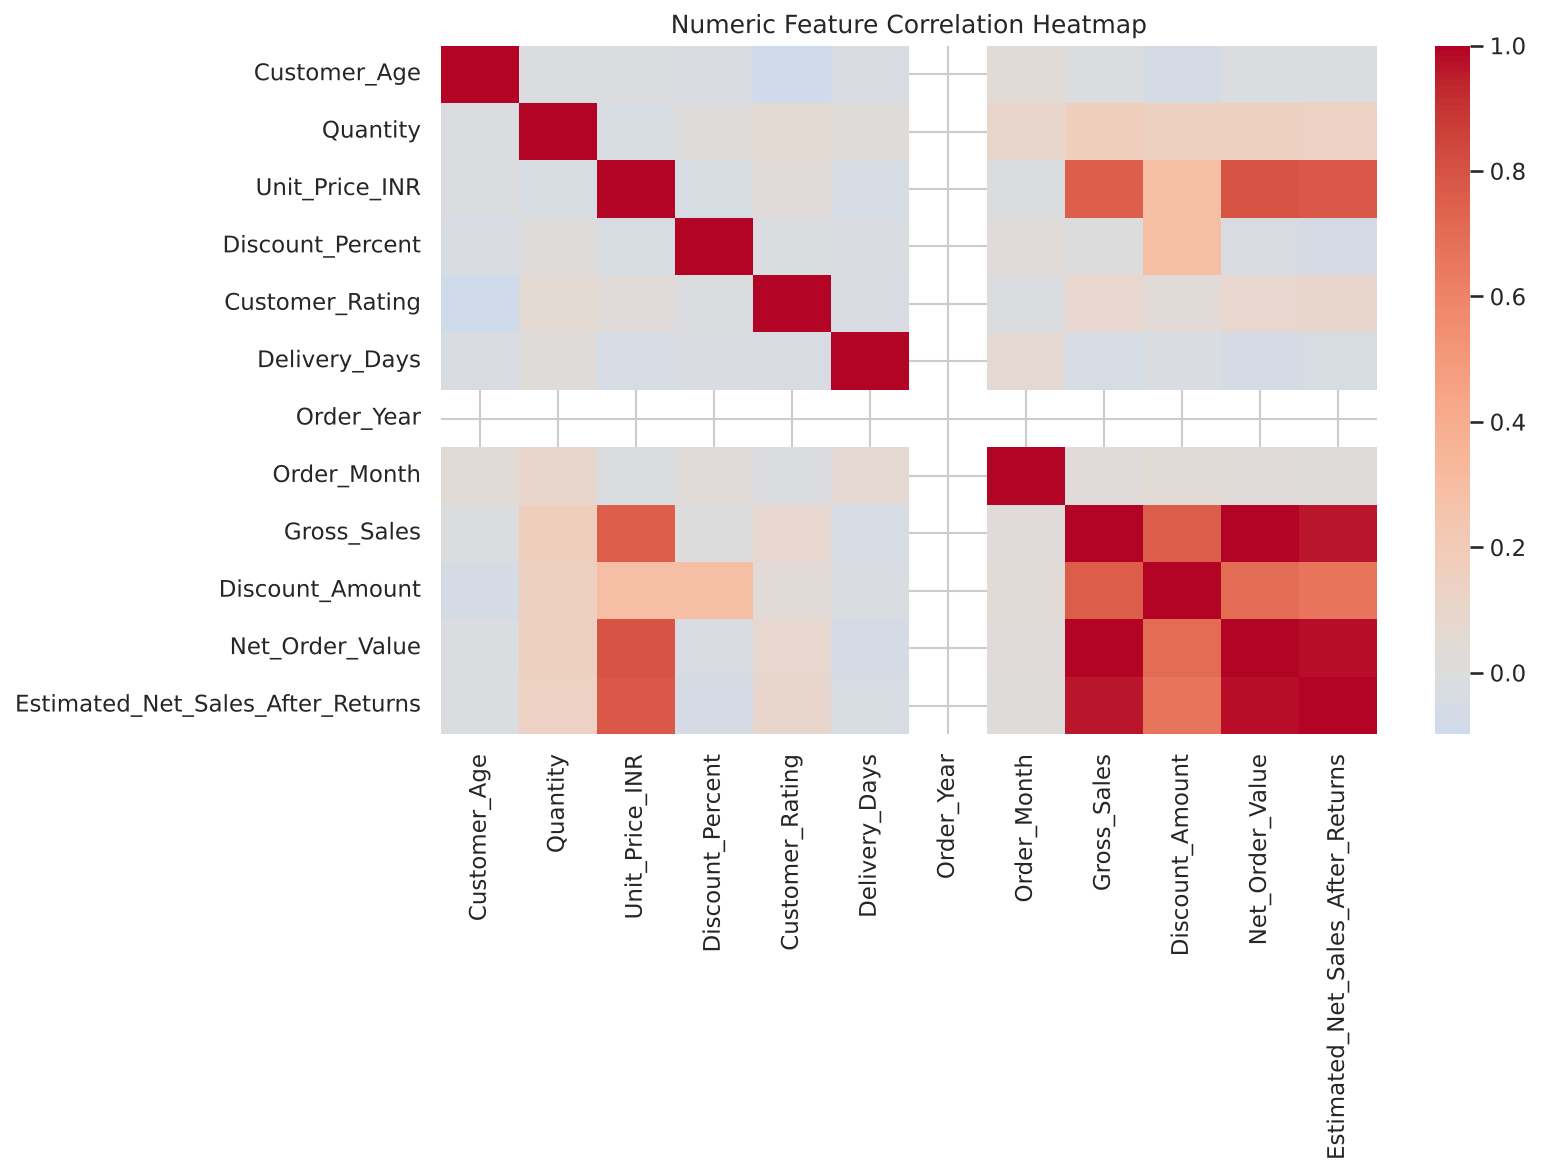 Numeric Feature Correlation Heatmap
Customer_Age
Quantity
Unit_Price_INR
Discount_Percent
Customer_Rating
Delivery_Days
Order_Year
Order_Month
Gross_Sales
Discount_Amount
Net_Order_Value
Estimated_Net_Sales_After_Returns
Customer_Age
Quantity
Unit_Price_INR
Discount_Percent
Customer_Rating
Delivery_Days
Order_Year
Order_Month
Gross_Sales
Discount_Amount
Net_Order_Value
Estimated_Net_Sales_After_Returns
1.0
0.8
0.6
0.4
0.2
0.0